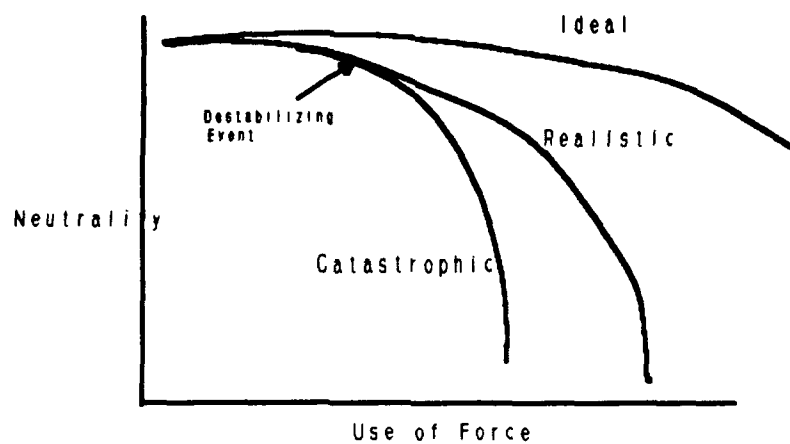 Ideal
Destabilizing
Event
Realistic
Neutrality
Catastrophic
Use of Force